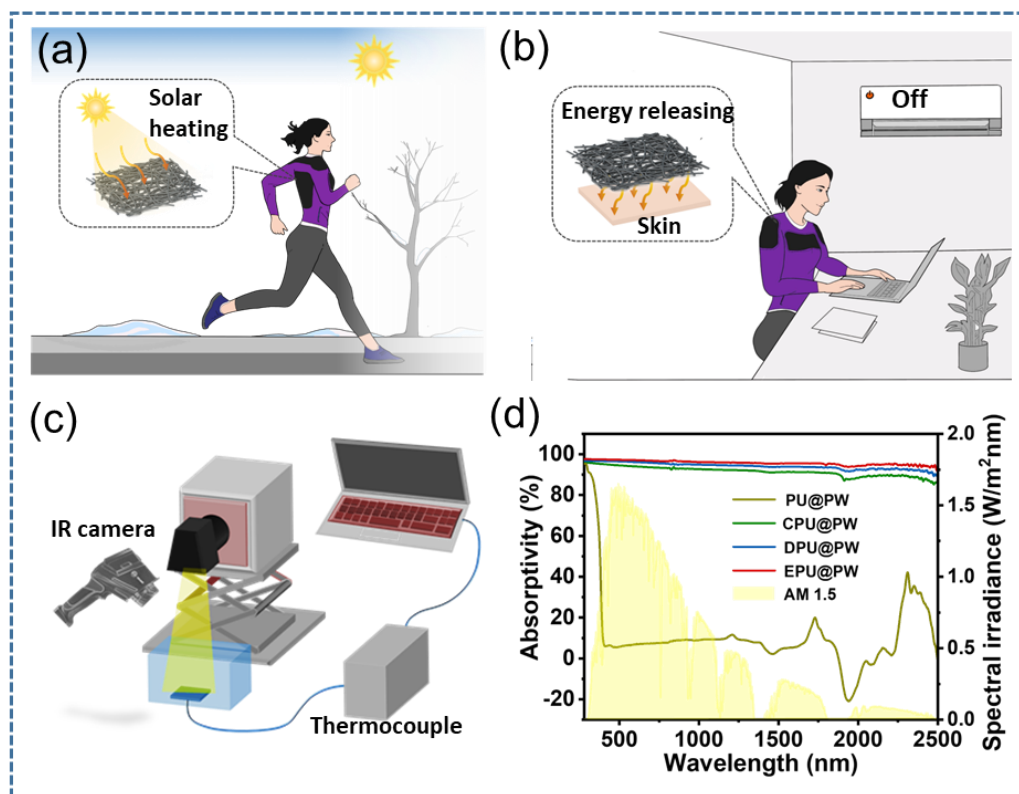 (a)
Solar
heating
(b)
Energy releasing
Skin
Off
(c)
IR camera
Thermocouple
(d)
Absorptivity (%)
100
80
60
40
20
0
-20
PU@PW
CPU@PW
DPU@PW
EPU@PW
AM 1.5
2.0
1.5
1.0
0.5
0.0
Spectral irradiance (W/m²nm)
500 1000 1500 2000 2500
Wavelength (nm)